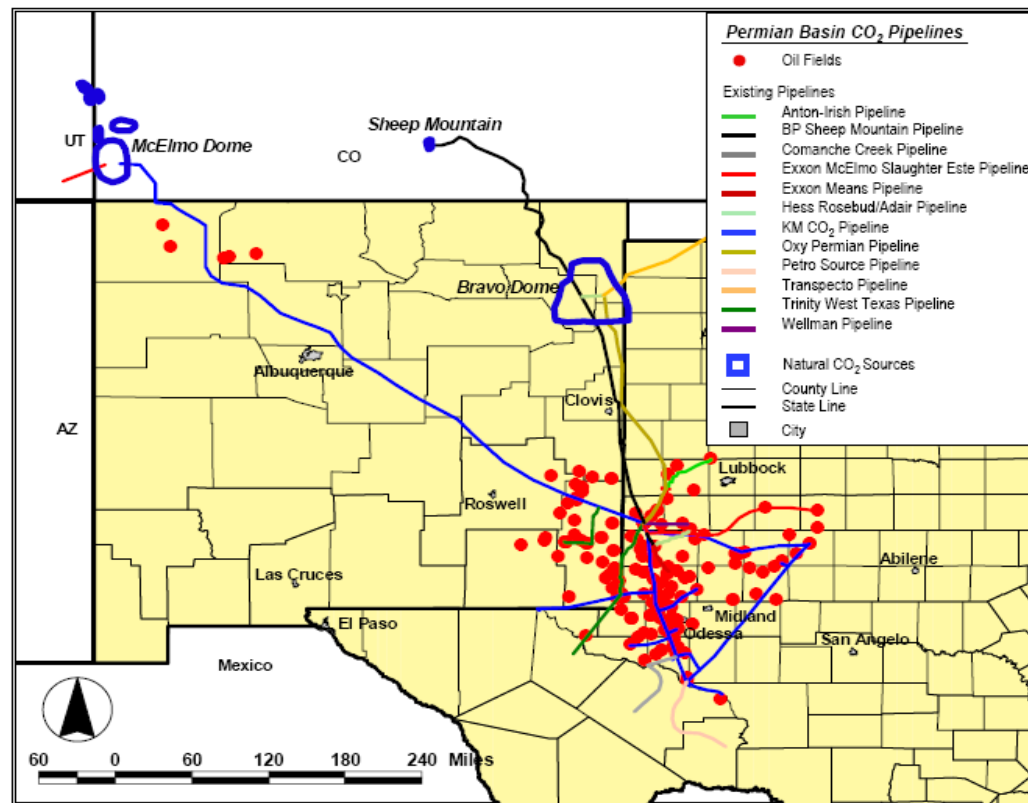 Permian Basin CO2 Pipelines
Oil Fields
Existing Pipelines
Anton-Irish Pipeline
BP Sheep Mountain Pipeline
Comanche Creek Pipeline
Exxon McElmo Slaughter Este Pipeline
Exxon Means Pipeline
Hess Rosebud/Adair Pipeline
KM CO2 Pipeline
Oxy Permian Pipeline
Petro Source Pipeline
Transpecto Pipeline
Trinity West Texas Pipeline
Wellman Pipeline
Natural CO2 Sources
County Line
State Line
City
UT
McElmo Dome
Sheep Mountain
CO
Bravo Dome
Albuquerque
Clovis
AZ
Lubbock
Roswell
Abilene
Las Cruces
Midland
El Paso
Odessa
San Angelo
Mexico
60 0 60 120 180 240 Miles